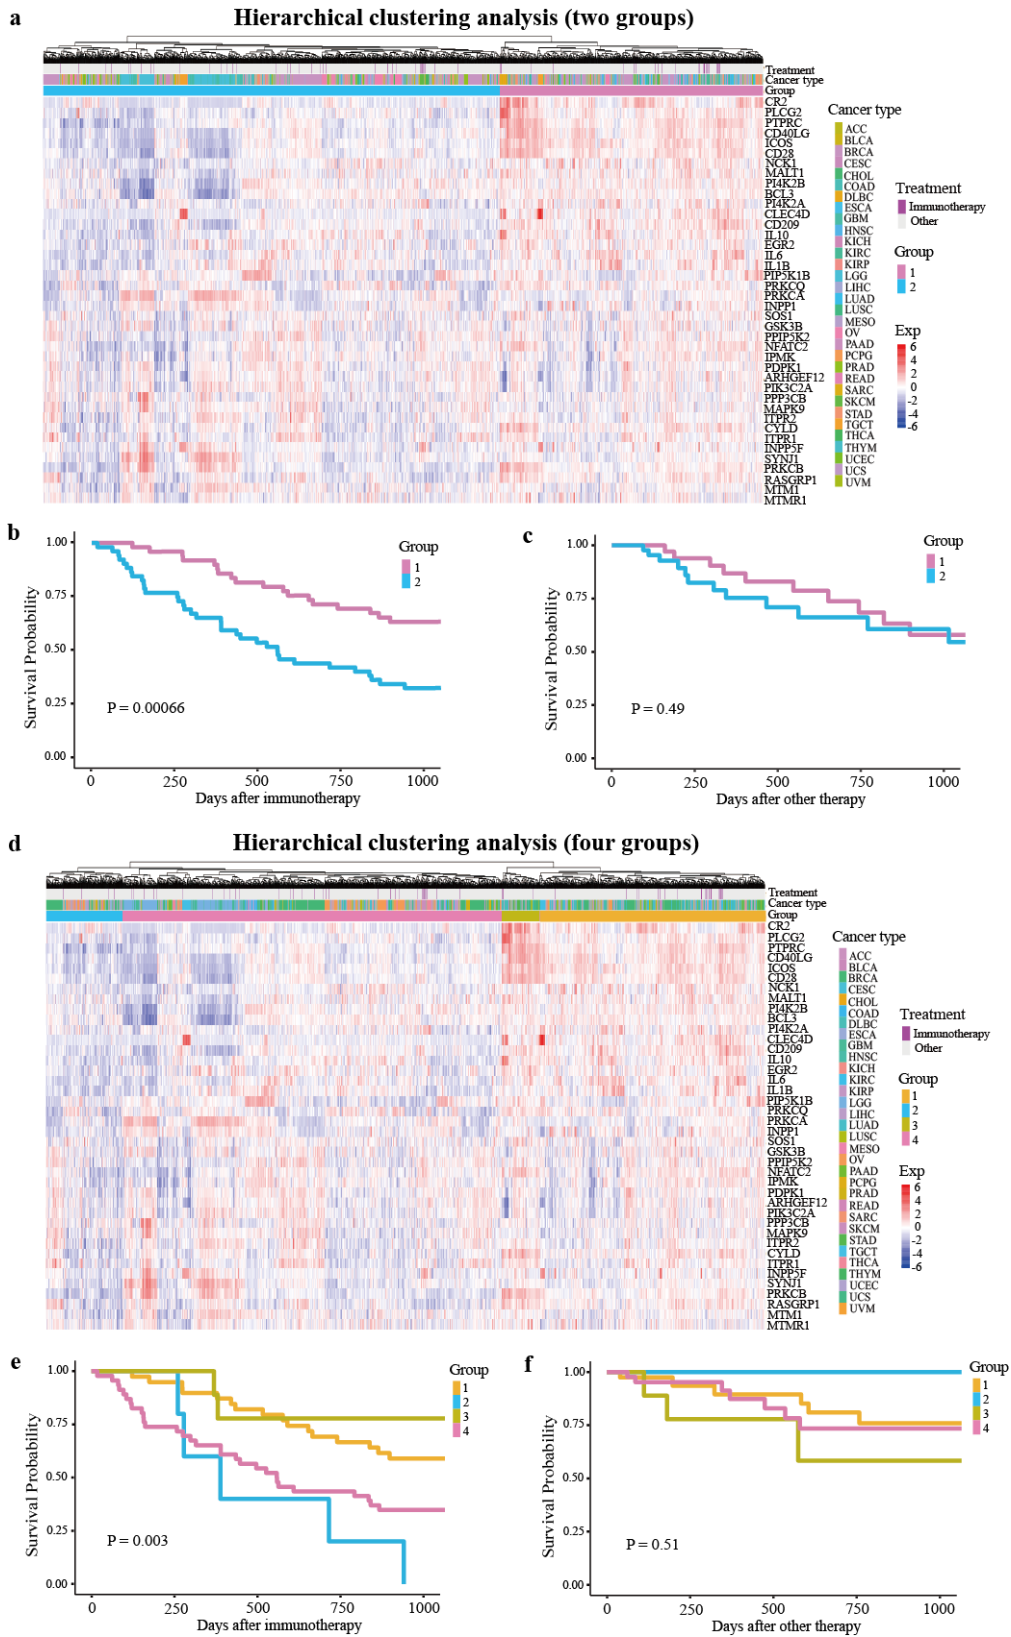 a
Hierarchical clustering analysis (two groups)
Treatment
Cancer type
Group
CR2
PLCG2
PTPRC
CD40LG
ICOS
CD28
NCK1
MALT1
PI4K2B
BCL3
PI4K2A
CLEC4D
CD209
IL10
EGR2
IL6
IL1B
PIP5K1B
PRKCQ
PRKCA
INPP1
SOS1
GSK3B
PPIP5K2
NFATC2
IPMK
PDPK1
ARHGEF12
PIK3C2A
PPP3CB
MAPK9
ITPR2
CYLD
ITPR1
INPP5F
SYNJ1
PRKCB
RASGRP1
MTM1
MTMR1
Cancer type
ACC
BLCA
BRCA
CESC
CHOL
COAD
DLBC
ESCA
GBM
HNSC
KICH
KIRC
KIRP
LGG
LIHC
LUAD
LUSC
MESO
OV
PAAD
PCPG
PRAD
READ
SARC
SKCM
STAD
TGCT
THCA
THYM
UCEC
UCS
UVM
Treatment
Immunotherapy
Other
Group
1
2
Exp
6
4
2
0
-2
-4
-6
b
Survival Probability
1.00
0.75
0.50
0.25
0.00
P = 0.00066
Group
1
2
0 250 500 750 1000
Days after immunotherapy
c
Survival Probability
1.00
0.75
0.50
0.25
0.00
P = 0.49
Group
1
2
0 250 500 750 1000
Days after other therapy
d
Hierarchical clustering analysis (four groups)
Treatment
Cancer type
Group
CR2
PLCG2
PTPRC
CD40LG
ICOS
CD28
NCK1
MALT1
PI4K2B
BCL3
PI4K2A
CLEC4D
CD209
IL10
EGR2
IL6
IL1B
PIP5K1B
PRKCQ
PRKCA
INPP1
SOS1
GSK3B
PPIP5K2
NFATC2
IPMK
PDPK1
ARHGEF12
PIK3C2A
PPP3CB
MAPK9
ITPR2
CYLD
ITPR1
INPP5F
SYNJ1
PRKCB
RASGRP1
MTM1
MTMR1
Cancer type
ACC
BLCA
BRCA
CESC
CHOL
COAD
DLBC
ESCA
GBM
HNSC
KICH
KIRC
KIRP
LGG
LIHC
LUAD
LUSC
MESO
OV
PAAD
PCPG
PRAD
READ
SARC
SKCM
STAD
TGCT
THCA
THYM
UCEC
UCS
UVM
Treatment
Immunotherapy
Other
Group
1
2
3
4
Exp
6
4
2
0
-2
-4
-6
e
Survival Probability
1.00
0.75
0.50
0.25
0.00
P = 0.003
Group
1
2
3
4
0 250 500 750 1000
Days after immunotherapy
f
Survival Probability
1.00
0.75
0.50
0.25
0.00
P = 0.51
Group
1
2
3
4
0 250 500 750 1000
Days after other therapy